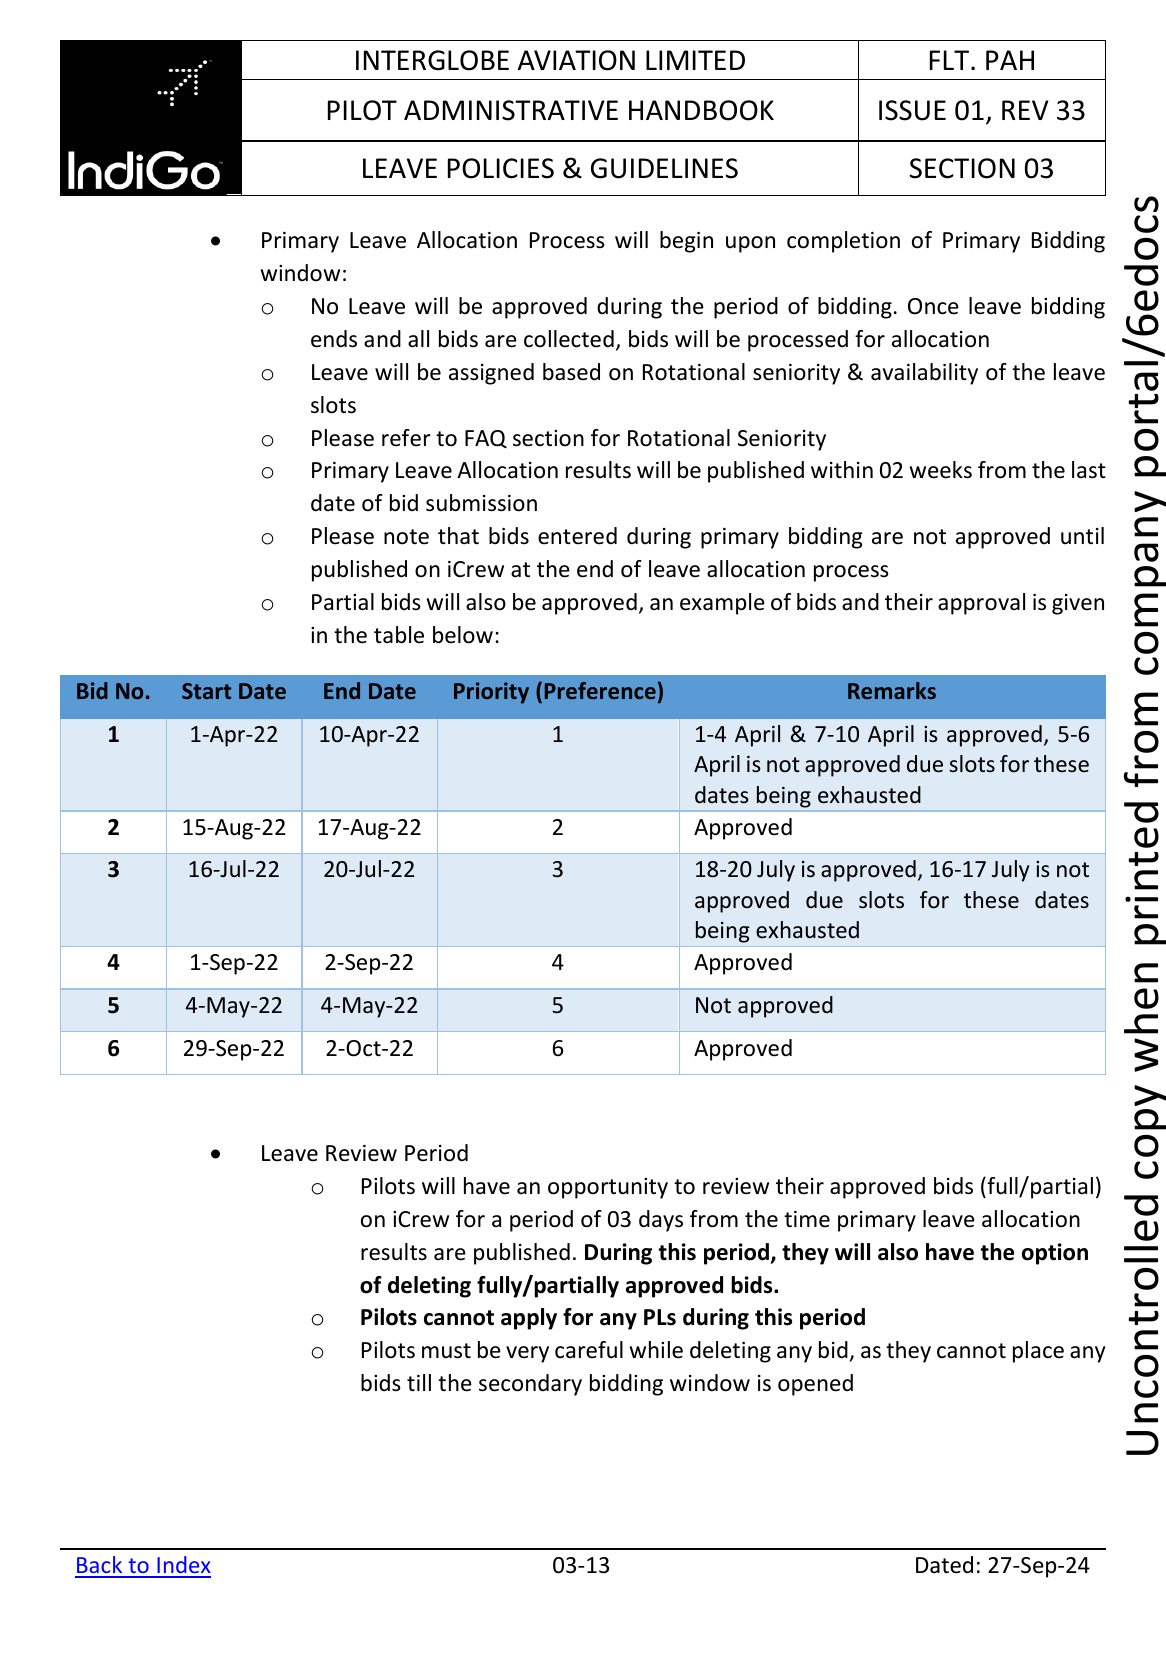 IndiGo
INTERGLOBE AVIATION LIMITED
FLT. PAH
PILOT ADMINISTRATIVE HANDBOOK
ISSUE 01, REV 33
LEAVE POLICIES & GUIDELINES
SECTION 03
• Primary Leave Allocation Process will begin upon completion of Primary Bidding
window:
o No Leave will be approved during the period of bidding. Once leave bidding
ends and all bids are collected, bids will be processed for allocation
o Leave will be assigned based on Rotational seniority & availability of the leave
slots
o Please refer to FAQ section for Rotational Seniority
o Primary Leave Allocation results will be published within 02 weeks from the last
date of bid submission
o Please note that bids entered during primary bidding are not approved until
published on iCrew at the end of leave allocation process
o Partial bids will also be approved, an example of bids and their approval is given
in the table below:
Bid No. Start Date End Date Priority (Preference) Remarks
1 1-Apr-22 10-Apr-22 1 1-4 April & 7-10 April is approved, 5-6
April is not approved due slots for these
dates being exhausted
2 15-Aug-22 17-Aug-22 2 Approved
3 16-Jul-22 20-Jul-22 3 18-20 July is approved, 16-17 July is not
approved due slots for these dates
being exhausted
4 1-Sep-22 2-Sep-22 4 Approved
5 4-May-22 4-May-22 5 Not approved
6 29-Sep-22 2-Oct-22 6 Approved
• Leave Review Period
o Pilots will have an opportunity to review their approved bids (full/partial)
on iCrew for a period of 03 days from the time primary leave allocation
results are published. During this period, they will also have the option
of deleting fully/partially approved bids.
o Pilots cannot apply for any PLs during this period
o Pilots must be very careful while deleting any bid, as they cannot place any
bids till the secondary bidding window is opened
Back to Index 03-13 Dated: 27-Sep-24
Uncontrolled copy when printed from company portal/6edocs